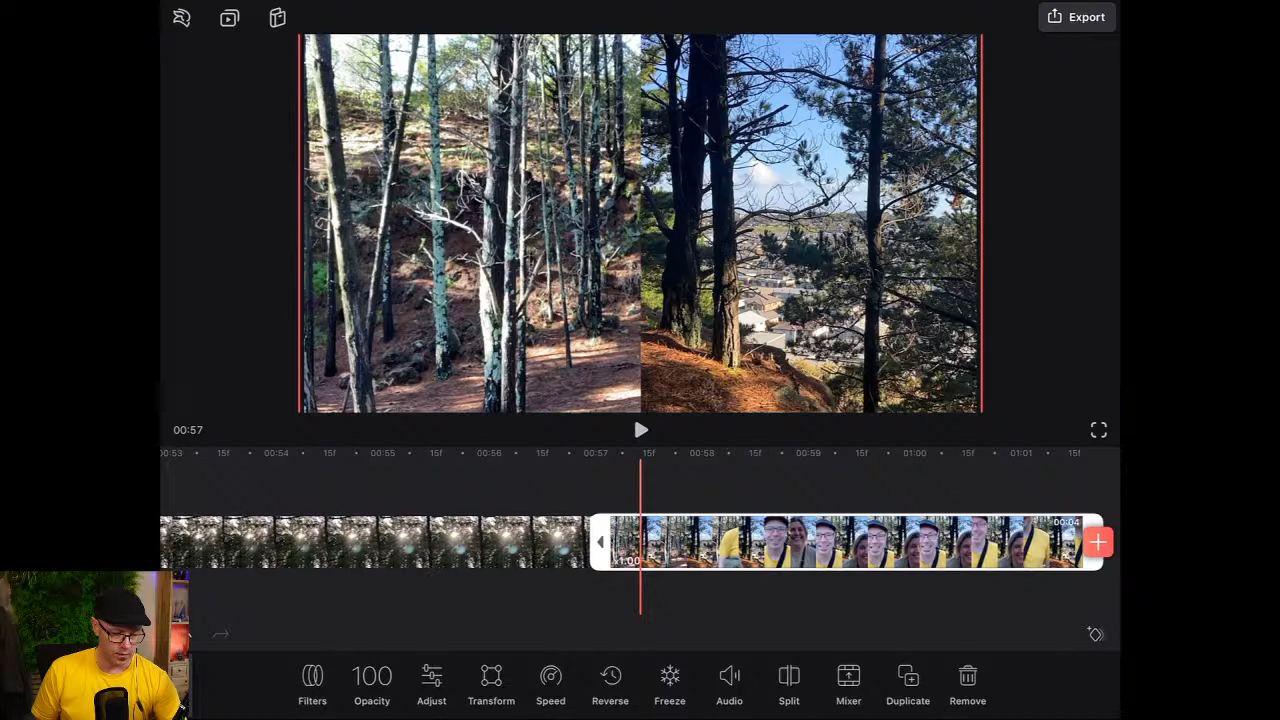 Export
00:57
00:53 15f 00:54 15f 00:55 15f 00:56 15f 00:57 15f 00:58 15f 00:59 15f 01:00 15f 01:01 15f
00:04
x1.00
100
Filters Opacity Adjust Transform Speed Reverse Freeze Audio Split Mixer Duplicate Remove